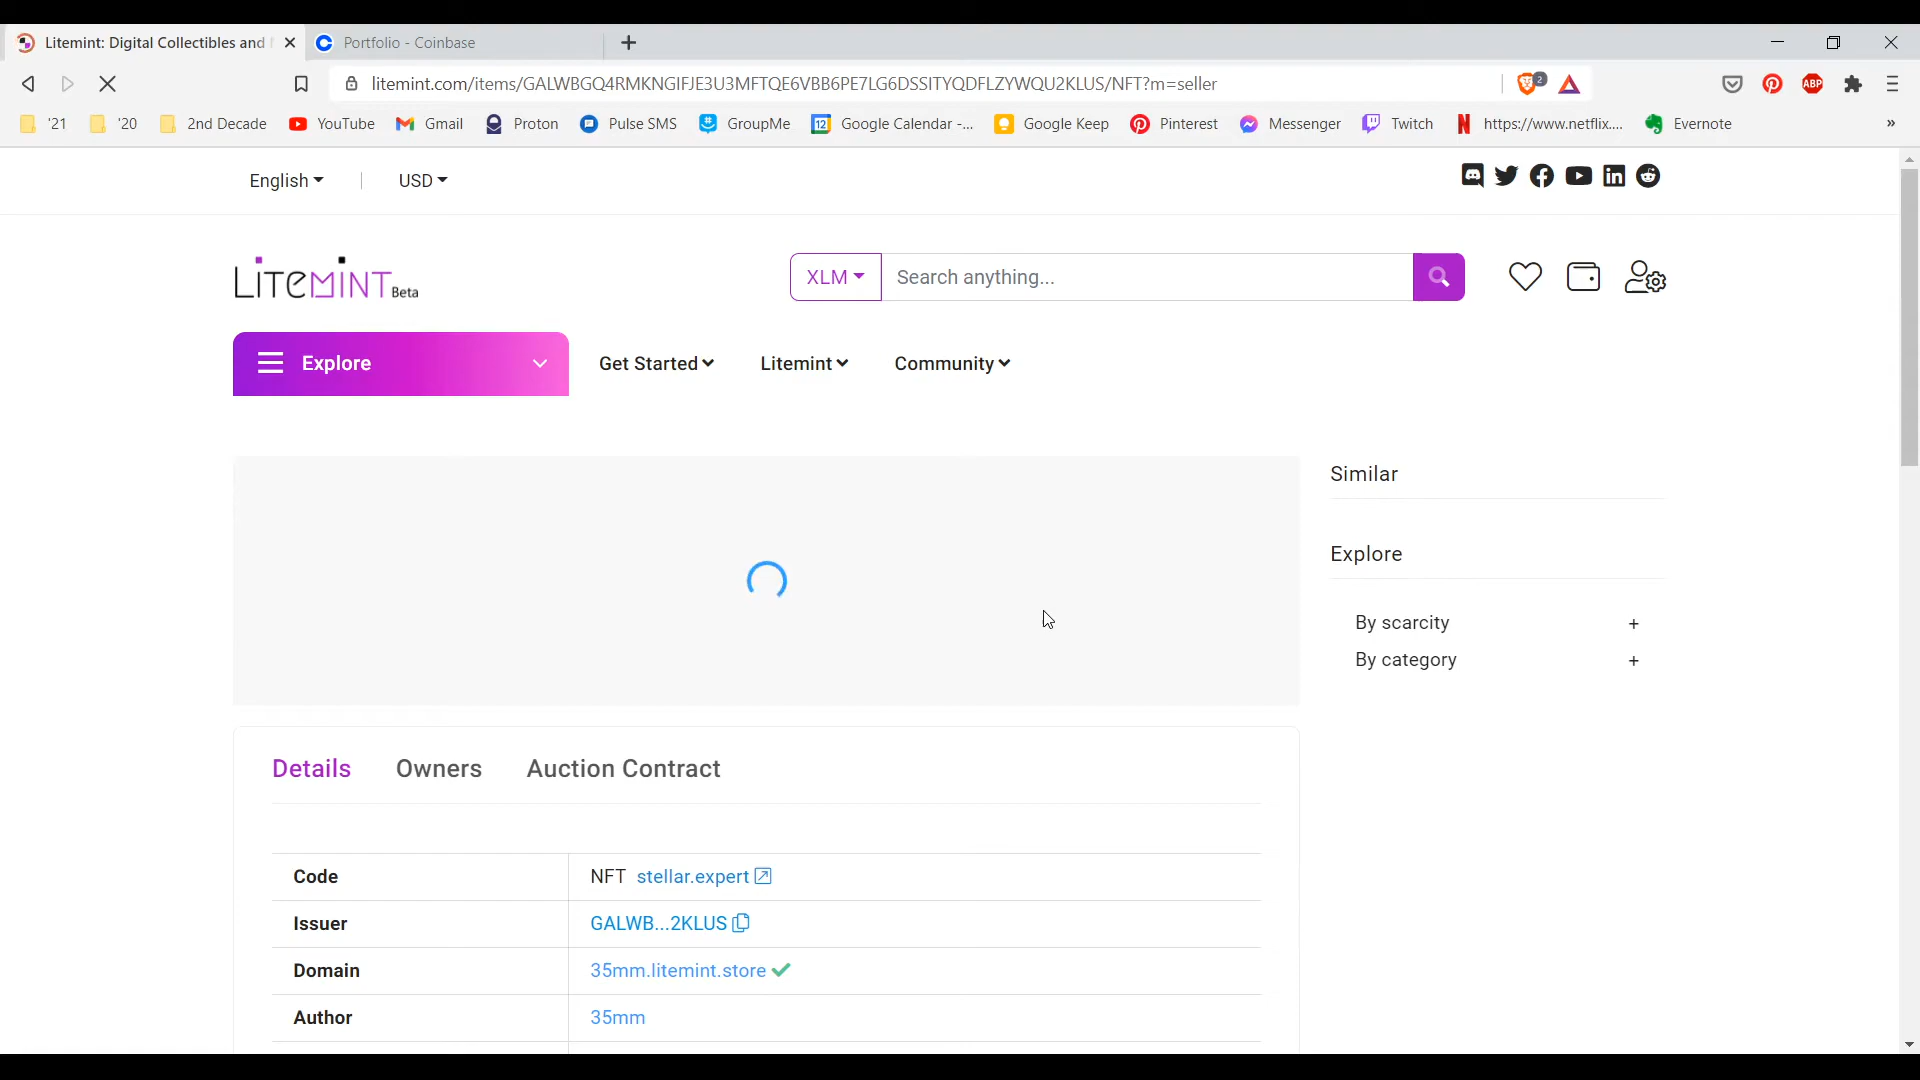 Litemint: Digital Collectibles and
Portfolio - Coinbase
litemint.com/items/GALWBGQ4RMKNGIFJE3U3MFTQE6VBB6PE7LG6DSSITYQDFLZYWQU2KLUS/NFT?m=seller
2
ABP
'21
'20
2nd Decade
YouTube
Gmail
Proton
Pulse SMS
GroupMe
12
Google Calendar -...
Google Keep
Pinterest
Messenger
Twitch
https://www.netflix....
Evernote
»
English
USD
LiTeMiNT Beta
XLM
Search anything...
Explore
Get Started
Litemint
Community
Similar
Explore
By scarcity +
By category +
Details
Owners
Auction Contract
Code
NFT stellar.expert
Issuer
GALWB...2KLUS
Domain
35mm.litemint.store
Author
35mm